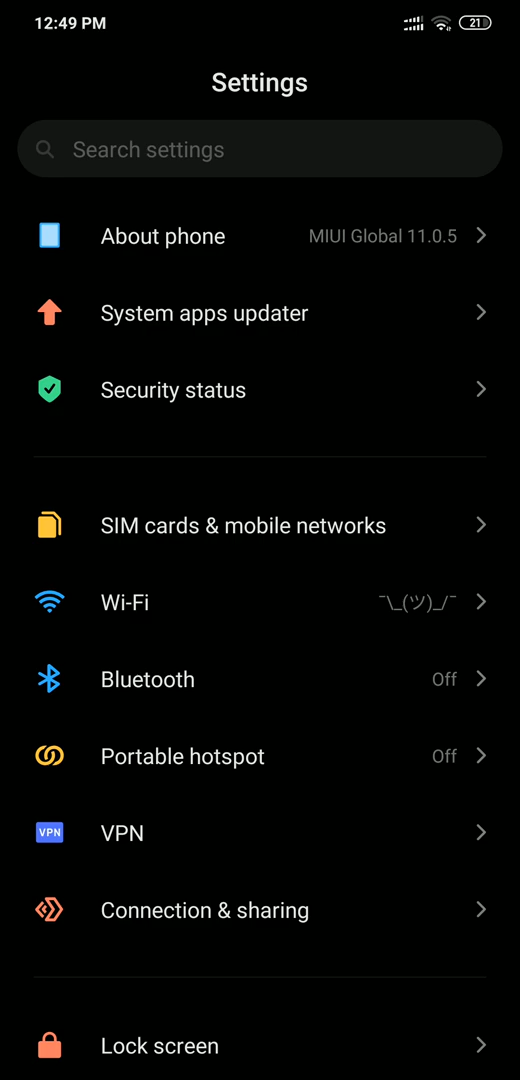 12:49 PM 21
Settings
Search settings
About phone MIUI Global 11.0.5
System apps updater
Security status
SIM cards & mobile networks
Wi-Fi ¯\_(ツ)_/¯
Bluetooth Off
Portable hotspot Off
VPN VPN
Connection & sharing
Lock screen